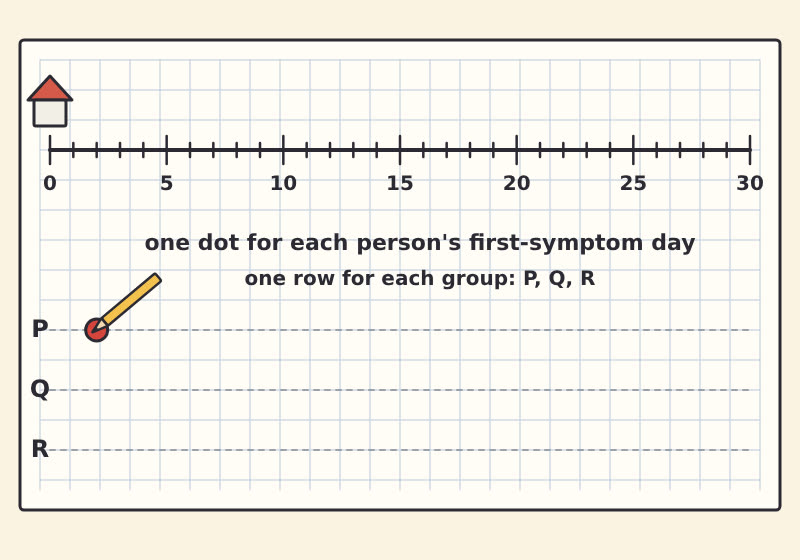 0 5 10 15 20 25 30
one dot for each person's first-symptom day
one row for each group: P, Q, R
P
Q
R